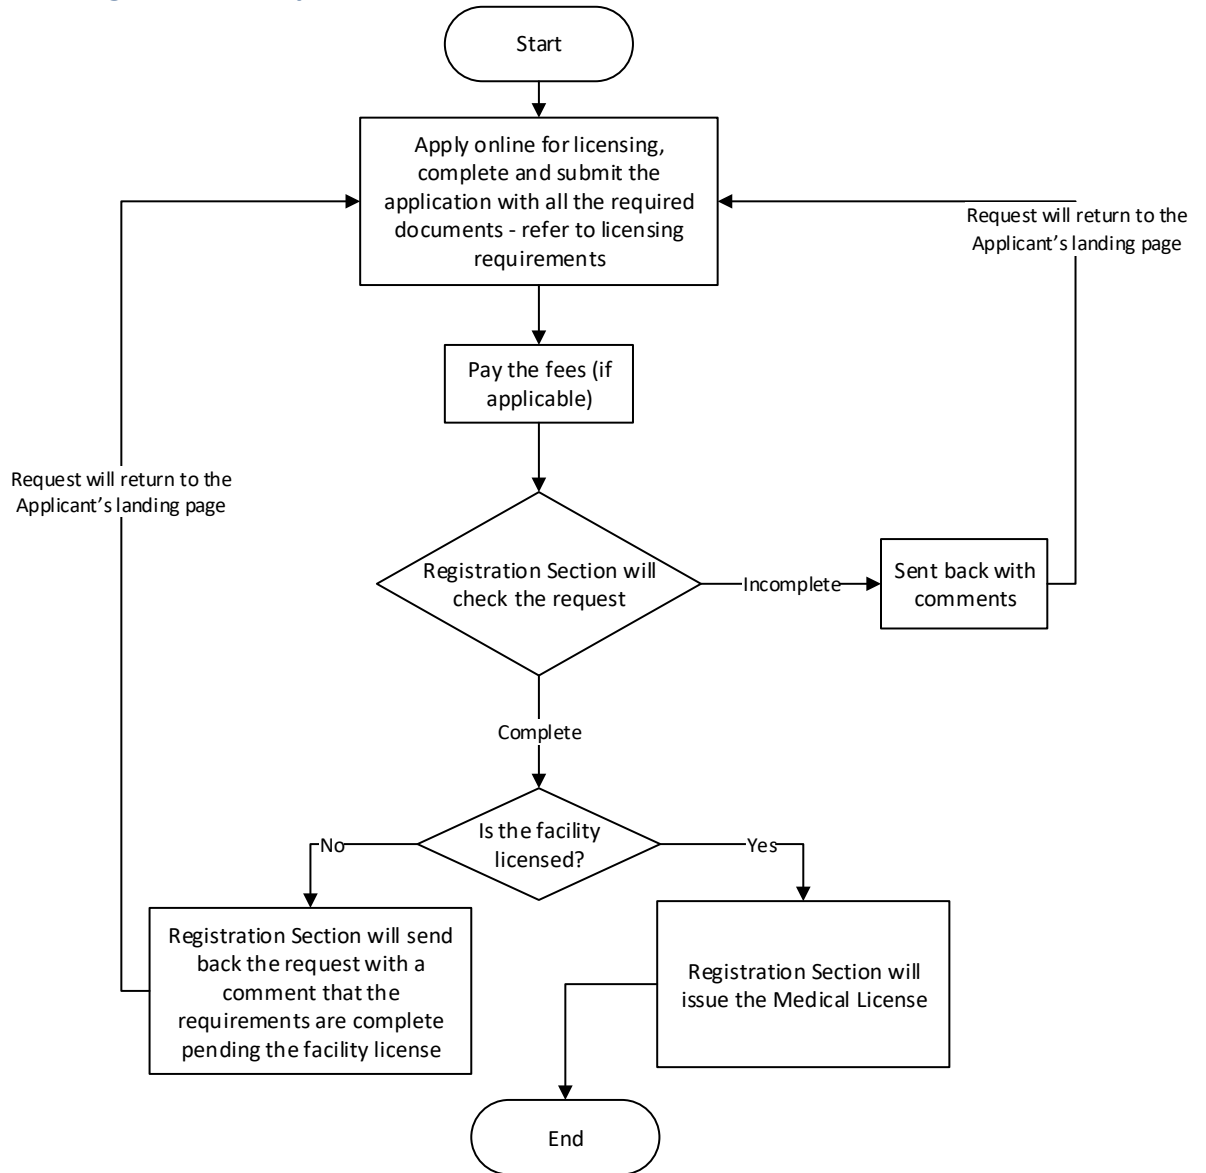 Start
Apply online for licensing,
complete and submit the
application with all the required
documents - refer to licensing
requirements
Request will return to the
Applicant's landing page
Pay the fees (if
applicable)
Request will return to the
Applicant's landing page
Registration Section will
check the request
Incomplete
Sent back with
comments
Complete
Is the facility
licensed?
No
Yes
Registration Section will send
back the request with a
comment that the
requirements are complete
pending the facility license
Registration Section will
issue the Medical License
End